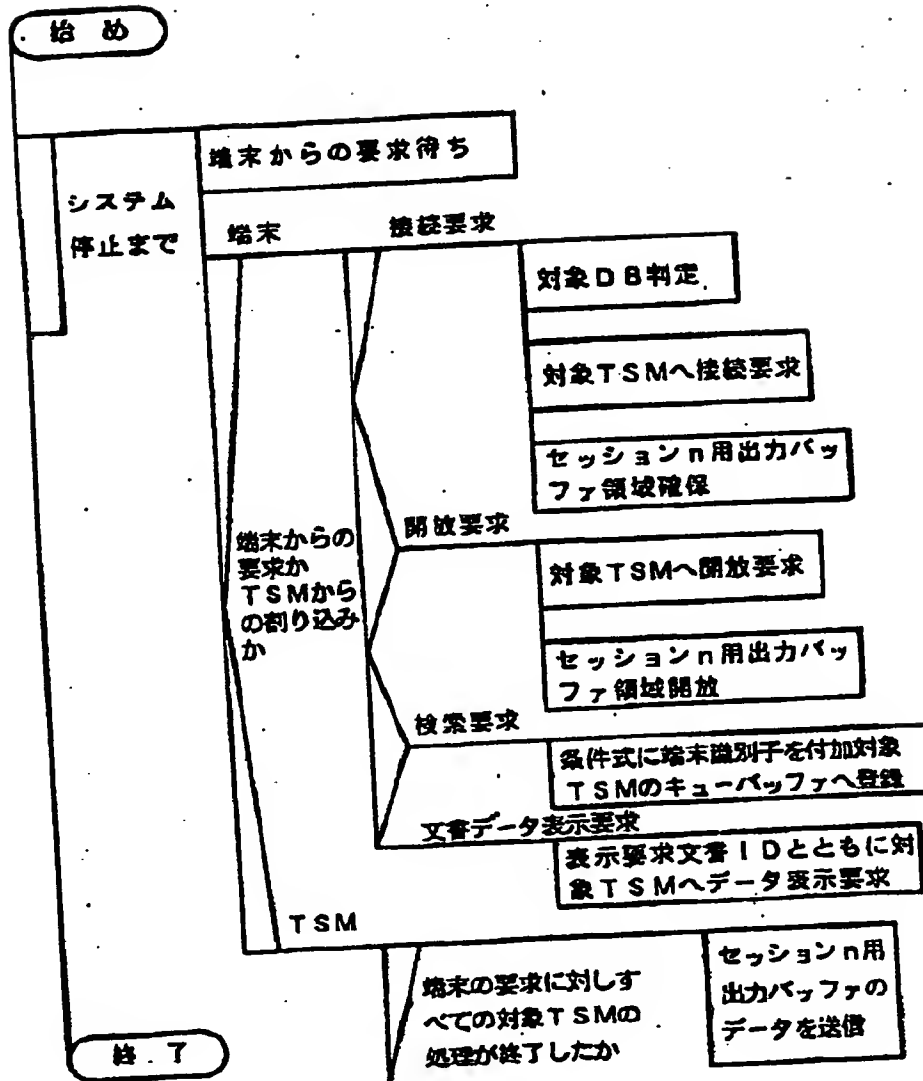 始め
端末からの要求待ち
システム
停止まで
端末
接続要求
対象DB判定
対象TSMへ接続要求
セッションn用出力バッ
ファ領域確保
端末からの
要求か
TSMから
の割り込み
か
開放要求
対象TSMへ開放要求
セッションn用出力バッ
ファ領域開放
検索要求
条件式に端末識別子を付加対象
TSMのキューバッファへ登録
文書データ表示要求
表示要求文書IDとともに対
象TSMへデータ表示要求
TSM
端末の要求に対しす
べての対象TSMの
処理が終了したか
セッションn用
出力バッファの
データを送信
終了